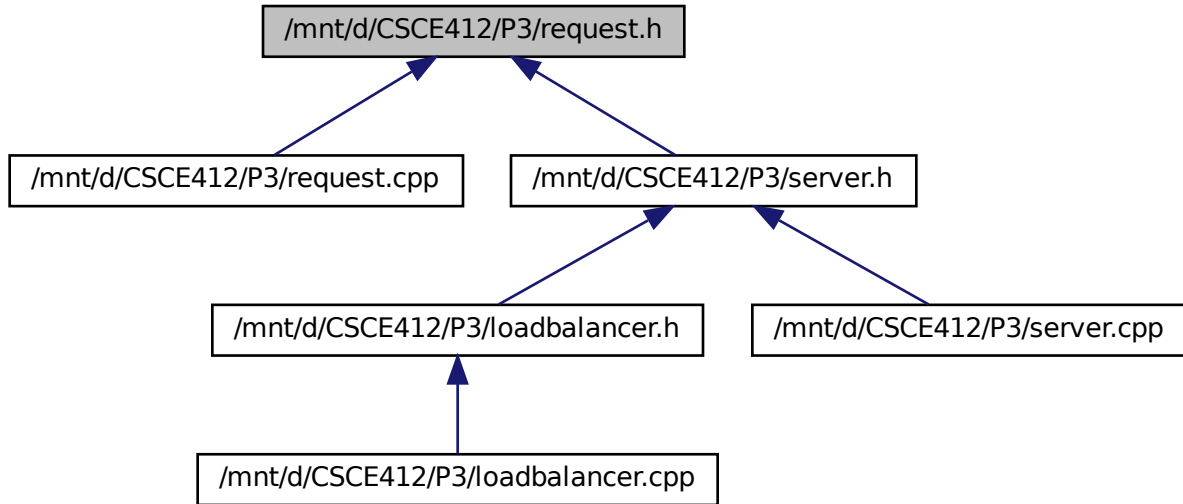 /mnt/d/CSCE412/P3/request.h
/mnt/d/CSCE412/P3/request.cpp
/mnt/d/CSCE412/P3/server.h
/mnt/d/CSCE412/P3/loadbalancer.h
/mnt/d/CSCE412/P3/server.cpp
/mnt/d/CSCE412/P3/loadbalancer.cpp